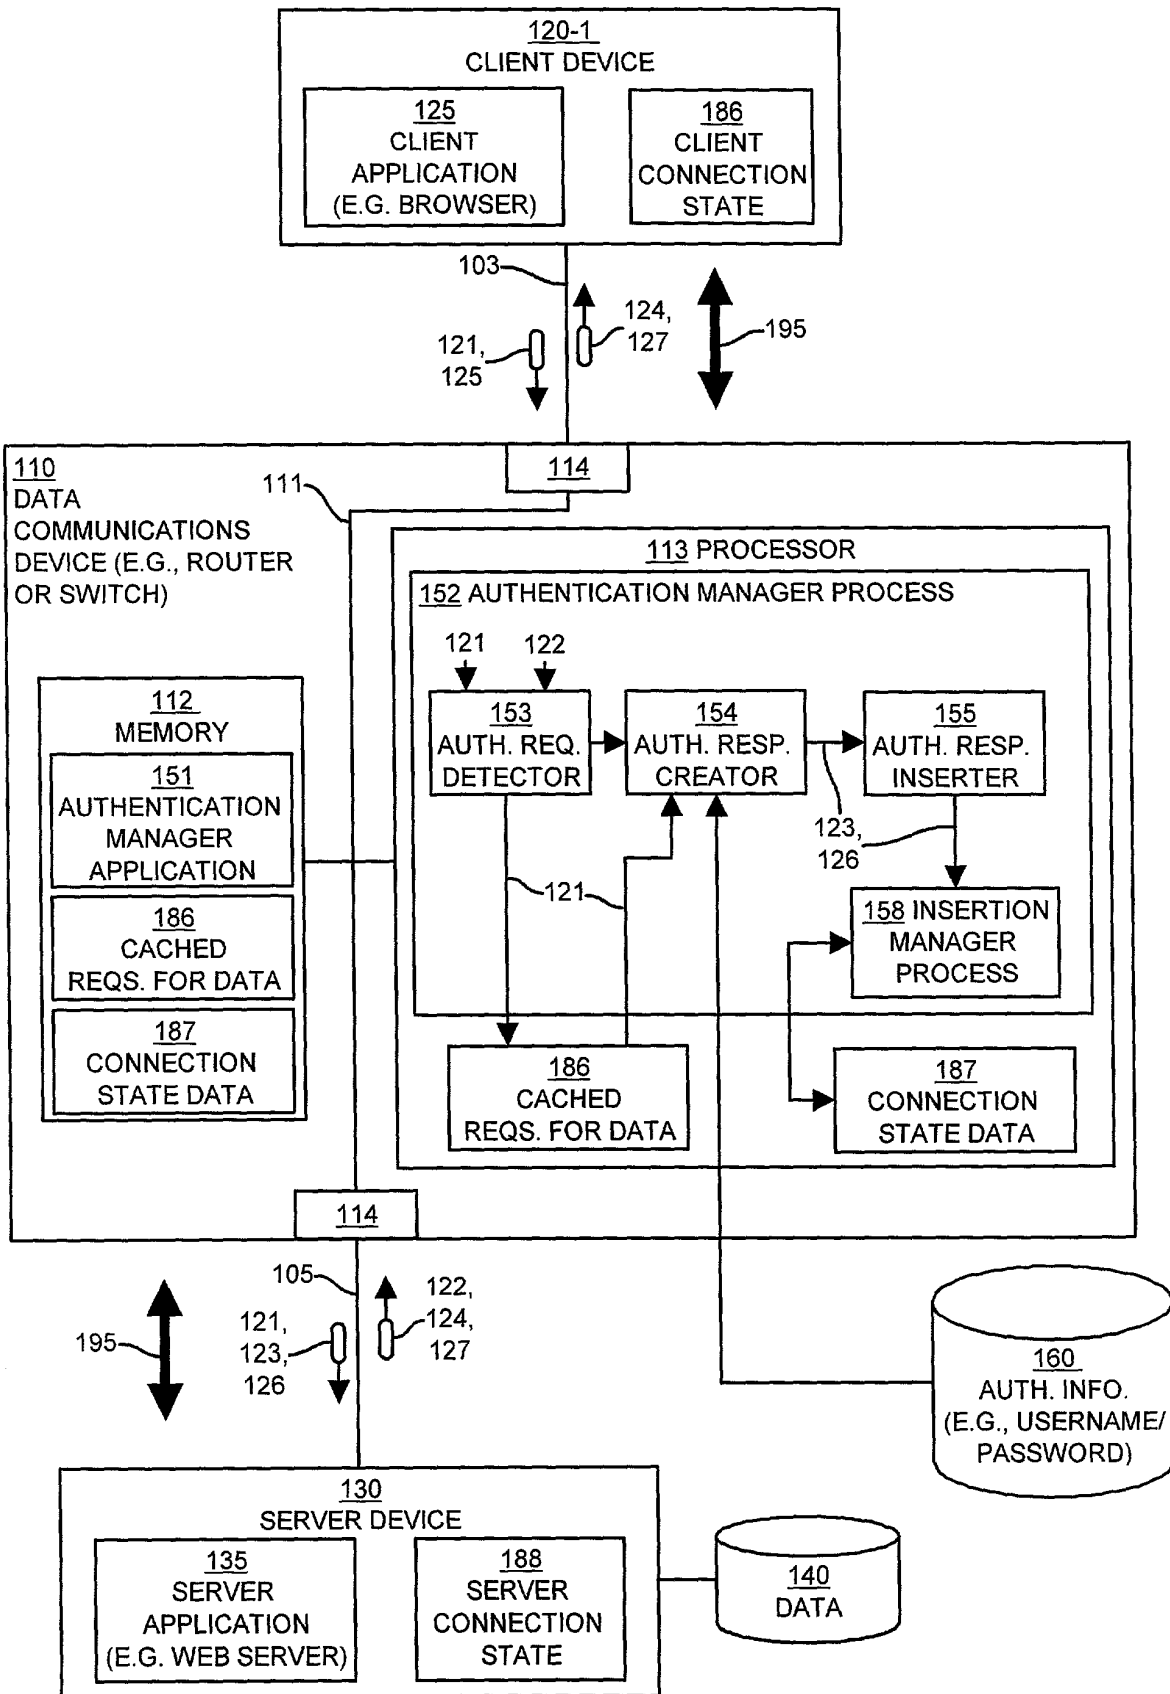 120-1
CLIENT DEVICE
125
CLIENT
APPLICATION
(E.G. BROWSER)
186
CLIENT
CONNECTION
STATE
103
121,
125
124,
127
195
110
DATA
COMMUNICATIONS
DEVICE (E.G., ROUTER
OR SWITCH)
111
114
113 PROCESSOR
152 AUTHENTICATION MANAGER PROCESS
121
122
153
AUTH. REQ.
DETECTOR
154
AUTH. RESP.
CREATOR
155
AUTH. RESP.
INSERTER
123,
126
121
158 INSERTION
MANAGER
PROCESS
112
MEMORY
151
AUTHENTICATION
MANAGER
APPLICATION
186
CACHED
REQS. FOR DATA
187
CONNECTION
STATE DATA
186
CACHED
REQS. FOR DATA
187
CONNECTION
STATE DATA
114
105
195
121,
123,
126
122,
124,
127
160
AUTH. INFO.
(E.G., USERNAME/
PASSWORD)
130
SERVER DEVICE
135
SERVER
APPLICATION
(E.G. WEB SERVER)
188
SERVER
CONNECTION
STATE
140
DATA